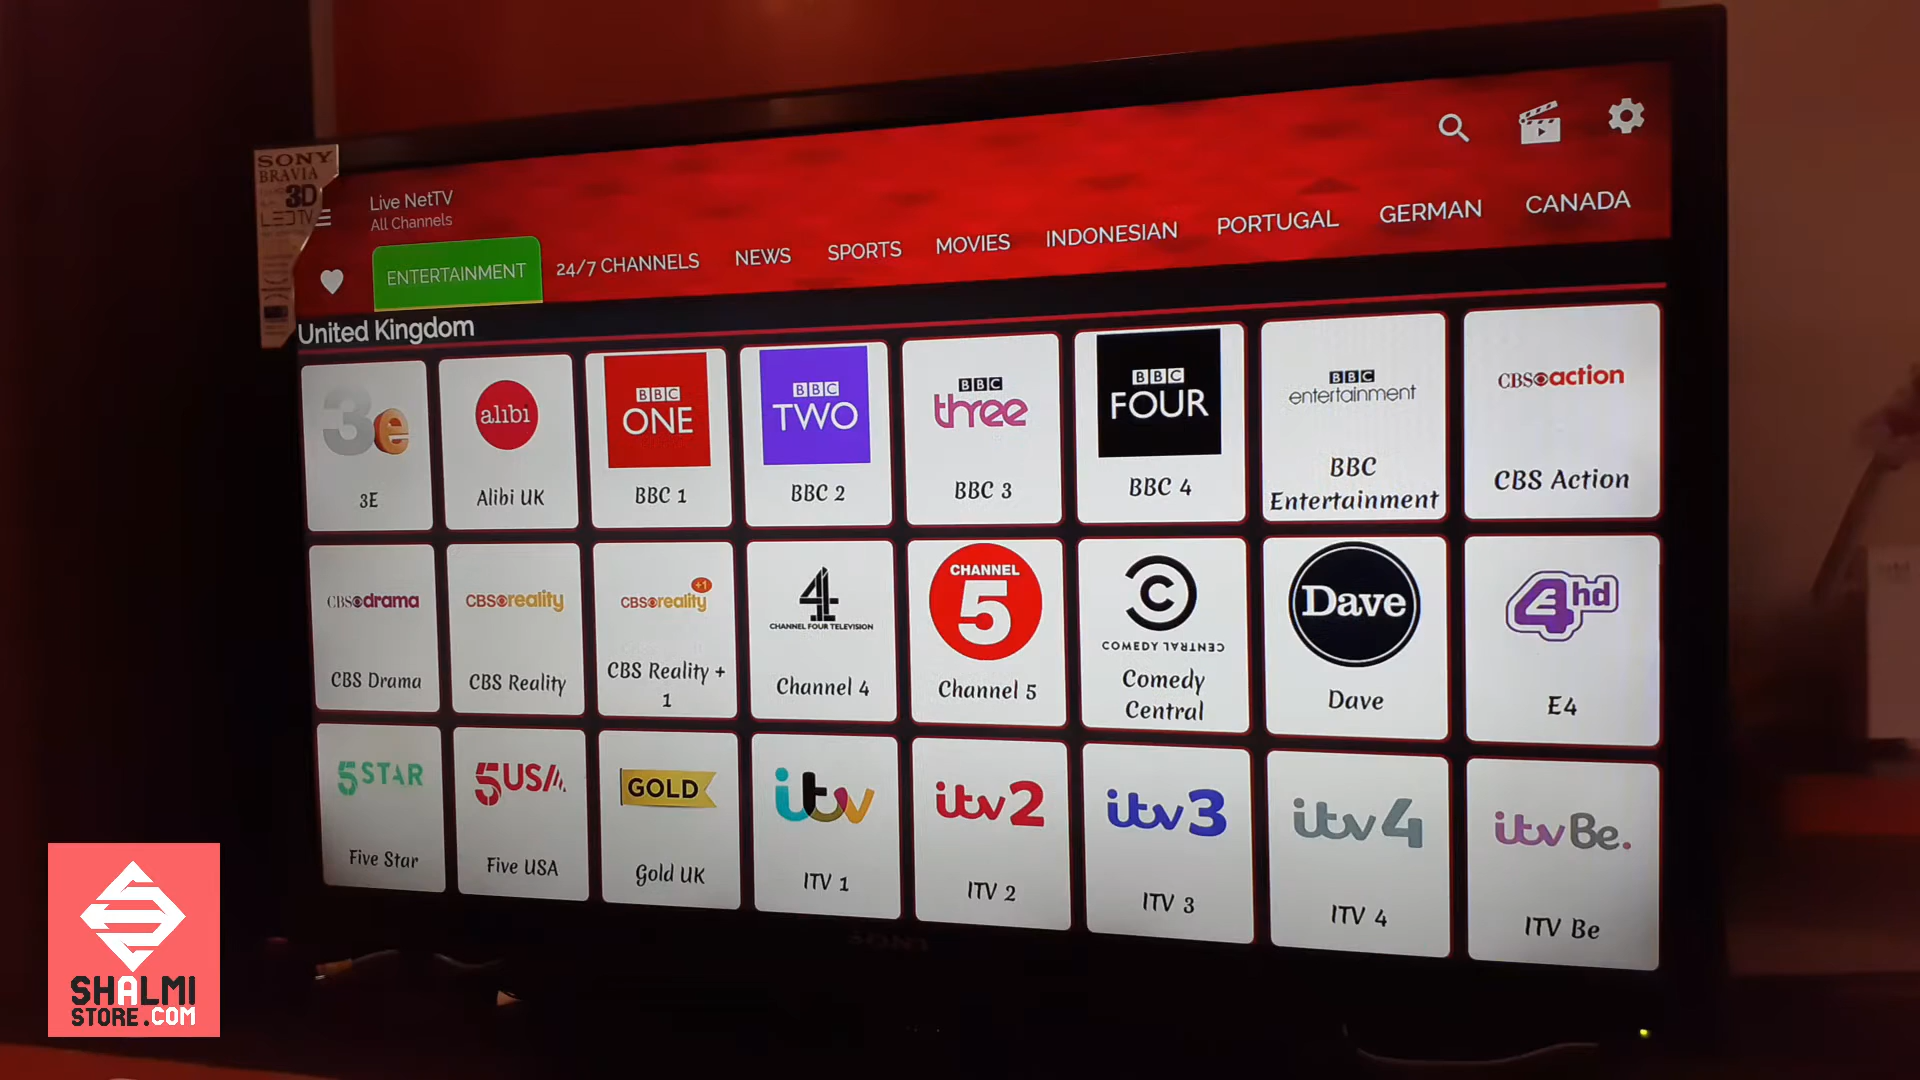 SONY
BRAVIA
3D
LED TV
Live NetTV
All Channels
ENTERTAINMENT
24/7 CHANNELS
NEWS
SPORTS
MOVIES
INDONESIAN
PORTUGAL
GERMAN
CANADA
United Kingdom
3e
alibi
BBC
ONE
BBC
TWO
BBC
three
BBC
FOUR
BBC
entertainment
CBS action
3E
Alibi UK
BBC 1
BBC 2
BBC 3
BBC 4
BBC
Entertainment
CBS Action
CBS drama
CBS reality
CBS reality +1
4
CHANNEL FOUR TELEVISION
CHANNEL
5
C
COMEDY CENTRAL
Dave
E4 hd
CBS Drama
CBS Reality
CBS Reality +
1
Channel 4
Channel 5
Comedy
Central
Dave
E4
5STAR
5USA
GOLD
itv
itv2
itv3
itv4
itvBe.
Five Star
Five USA
Gold UK
ITV 1
ITV 2
ITV 3
ITV 4
ITV Be
SONY
SHALMI
STORE.COM